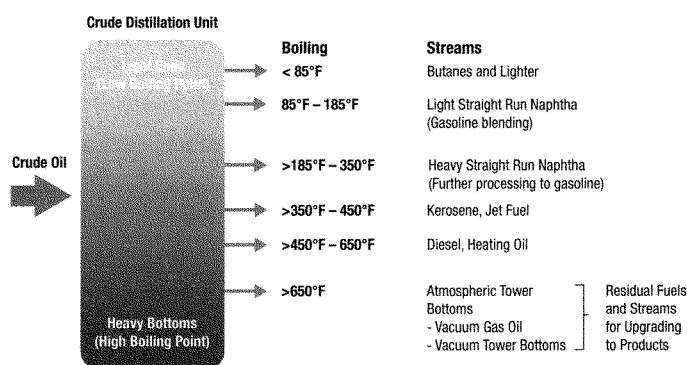 Crude Distillation Unit
Boiling
Streams
Light Ends
(Low Boiling Point)
< 85°F
Butanes and Lighter
85°F – 185°F
Light Straight Run Naphtha
(Gasoline blending)
Crude Oil
>185°F – 350°F
Heavy Straight Run Naphtha
(Further processing to gasoline)
>350°F – 450°F
Kerosene, Jet Fuel
>450°F – 650°F
Diesel, Heating Oil
>650°F
Atmospheric Tower
Bottoms
- Vacuum Gas Oil
- Vacuum Tower Bottoms
Residual Fuels
and Streams
for Upgrading
to Products
Heavy Bottoms
(High Boiling Point)